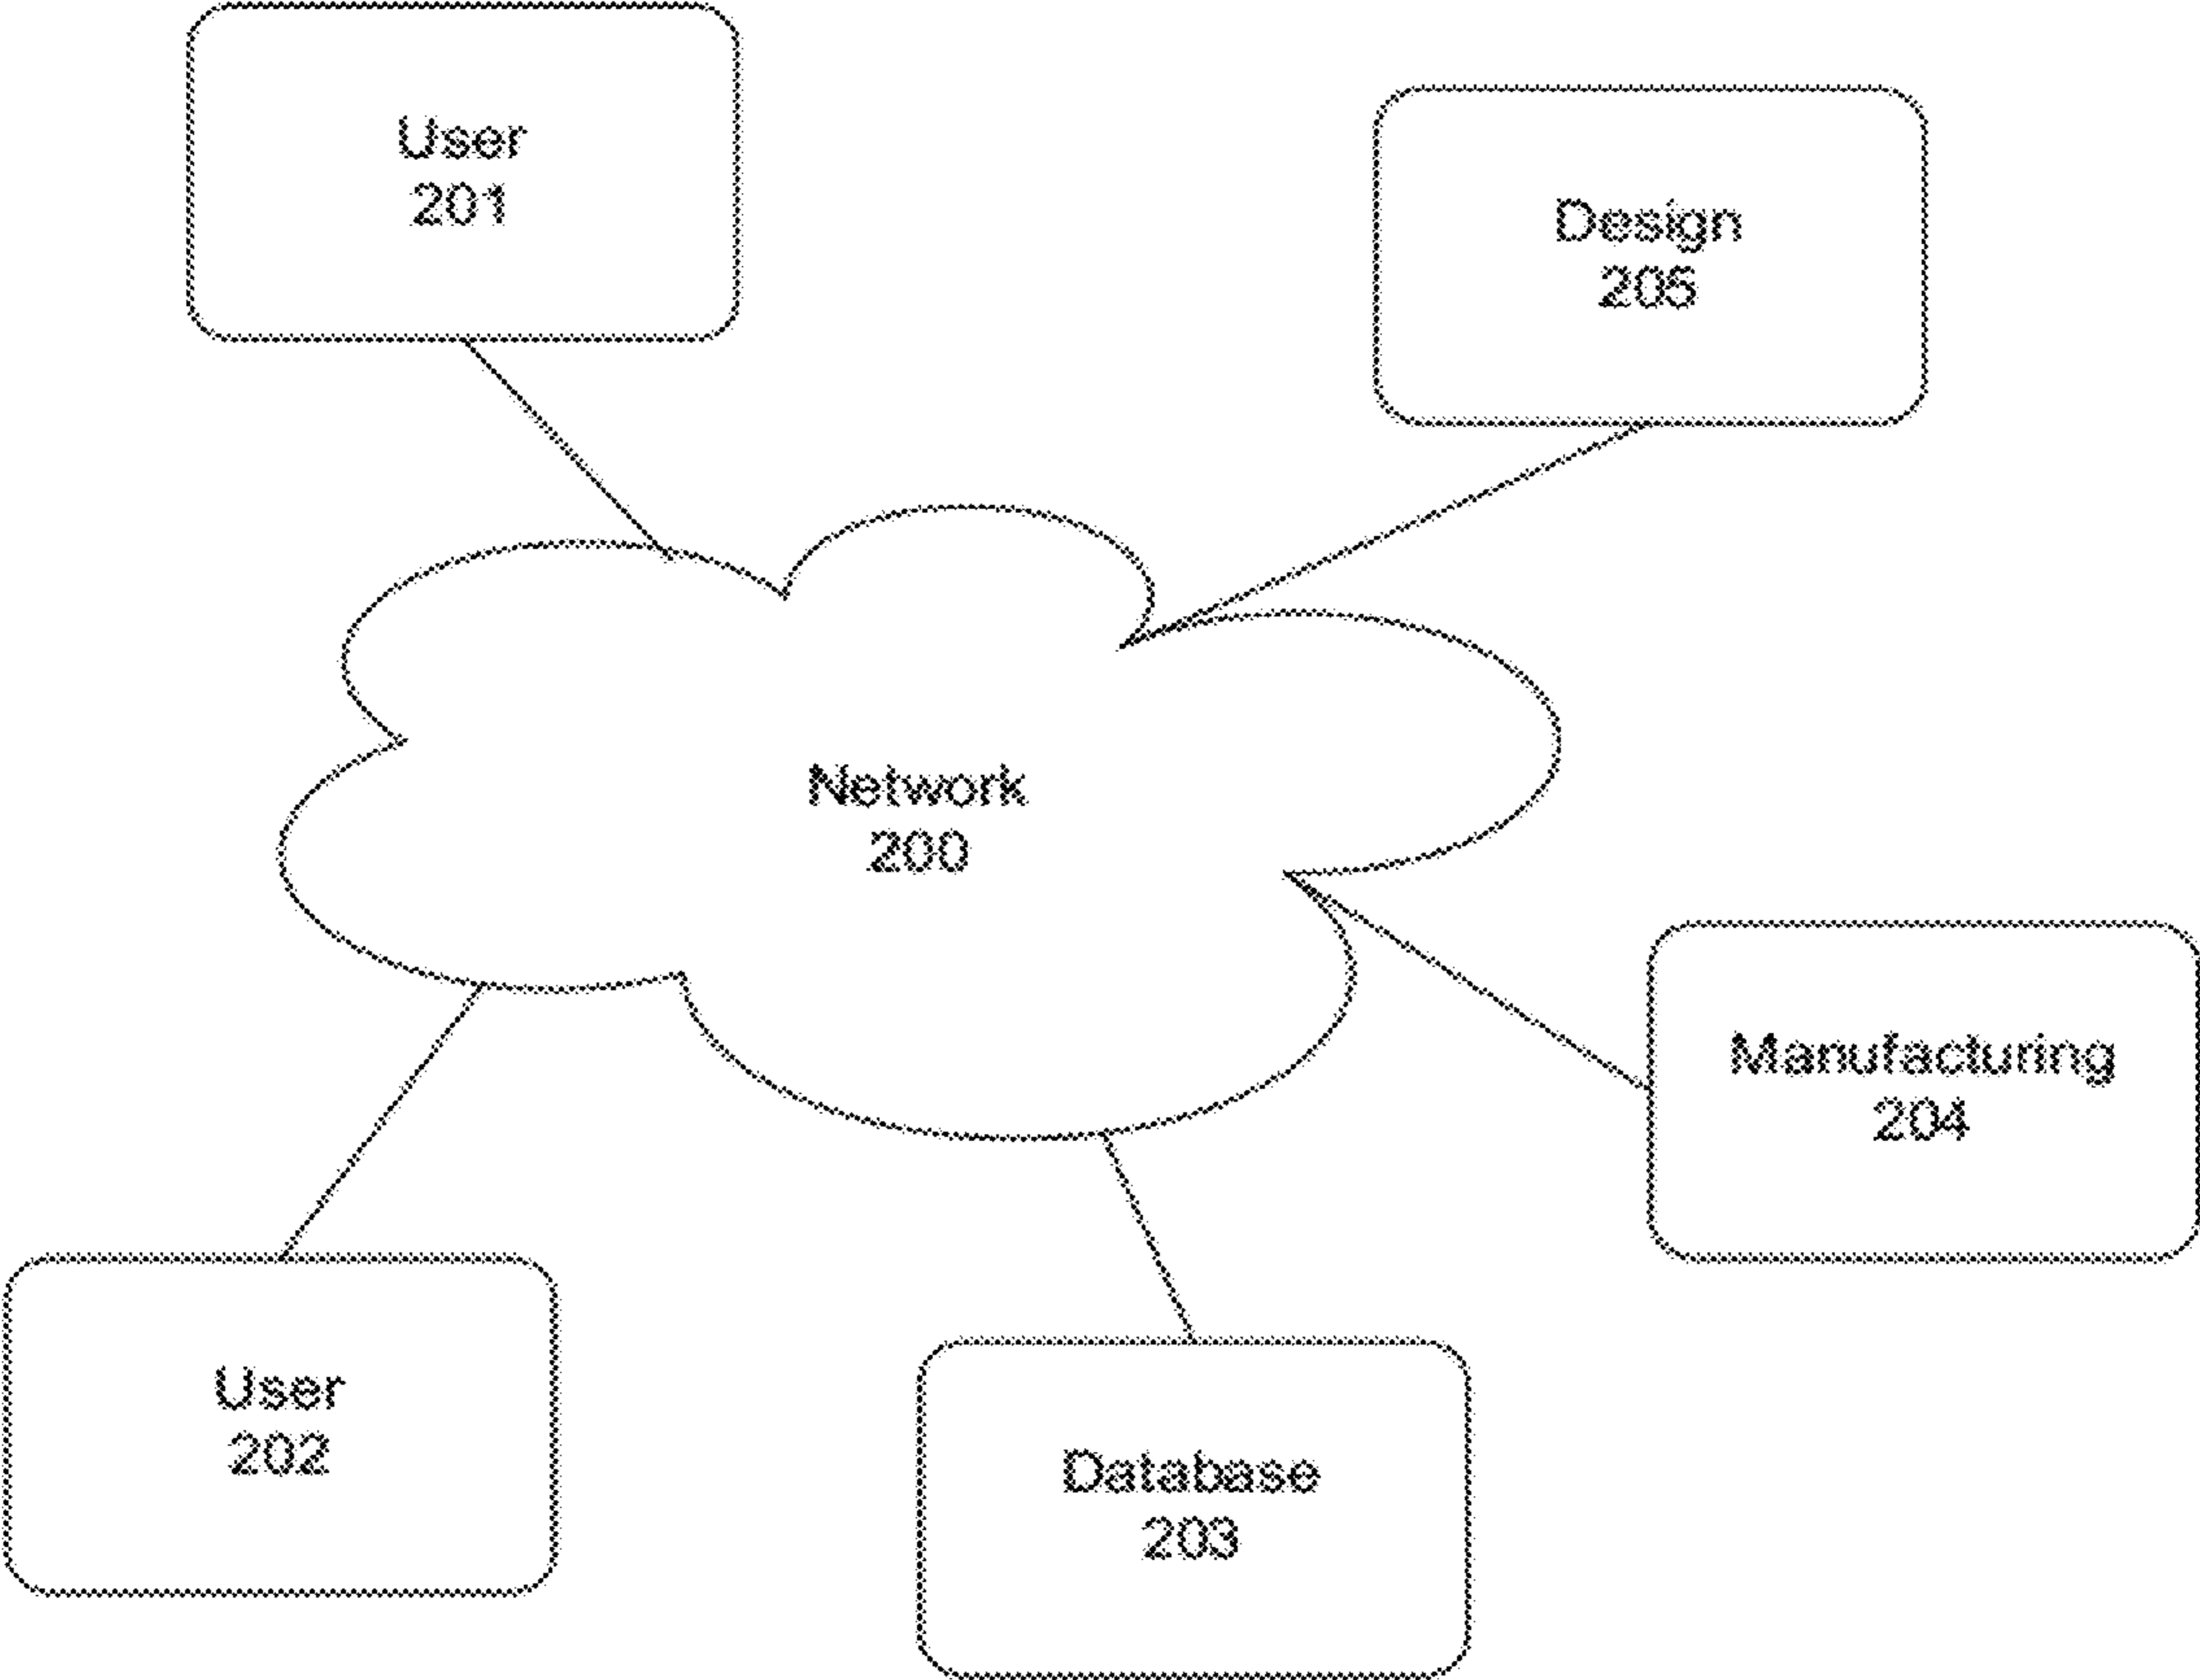 User
201
Design
205
Network
200
Manufacturing
204
User
202
Database
203